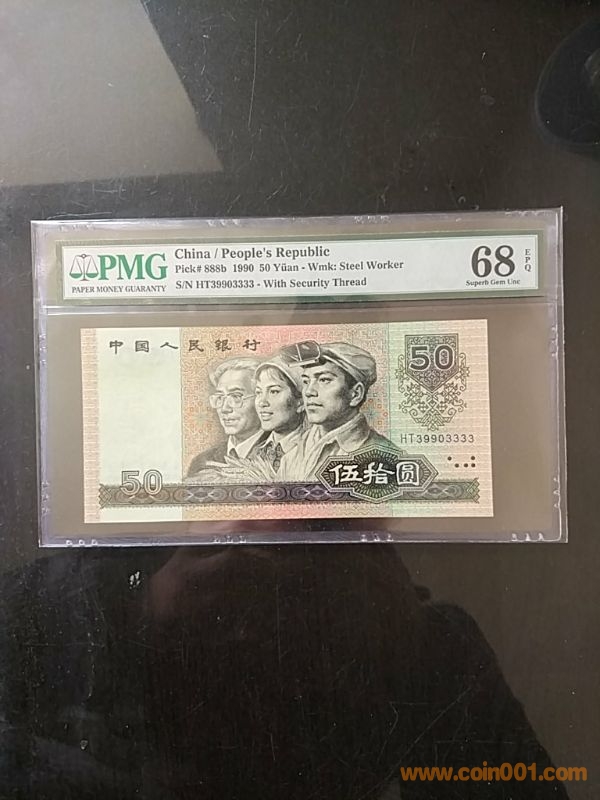 PMG
PAPER MONEY GUARANTY
China / People's Republic
Pick# 888b 1990 50 Yüan - Wmk: Steel Worker
S/N HT39903333 - With Security Thread
68 EPQ
Superb Gem Unc
中国人民银行
50
HT39903333
50
伍拾圆
www.coin001.com